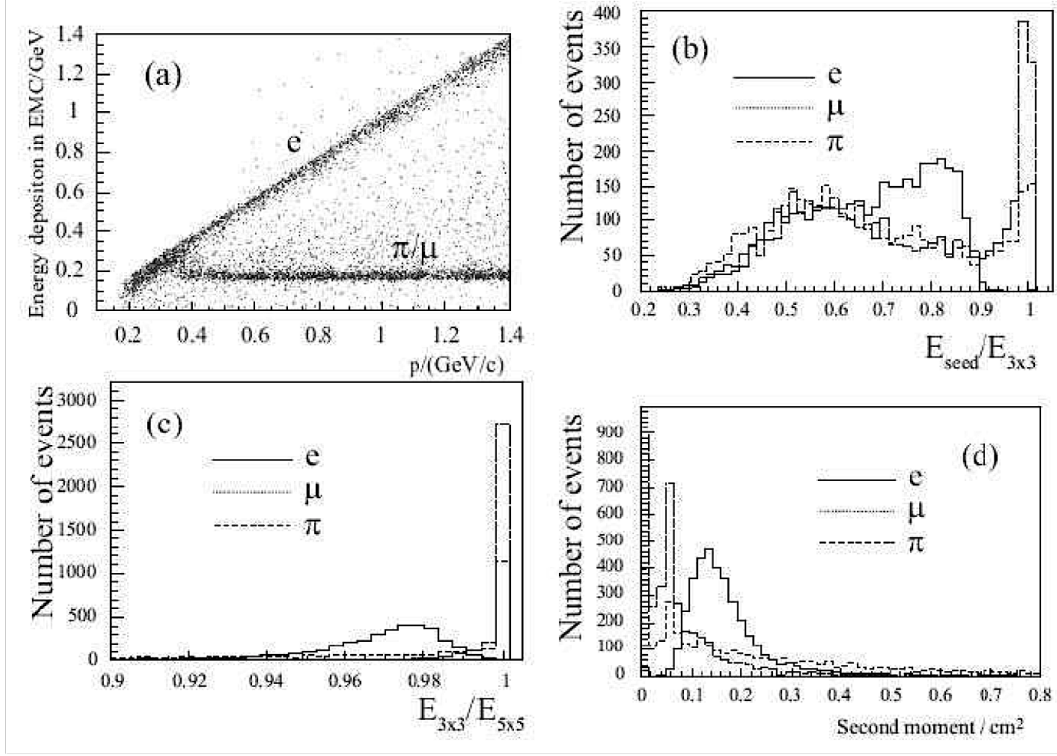 (a)
Energy depositon in EMC/GeV
1.4
1.2
1
0.8
0.6
0.4
0.2
0
e
π/μ
0.2 0.4 0.6 0.8 1 1.2 1.4
p/(GeV/c)
(b)
Number of events
400
350
300
250
200
150
100
50
0
e
μ
π
0.2 0.3 0.4 0.5 0.6 0.7 0.8 0.9 1
E_seed/E_3x3
(c)
Number of events
3000
2500
2000
1500
1000
500
0
e
μ
π
0.9 0.92 0.94 0.96 0.98 1
E_3x3/E_5x5
(d)
Number of events
900
800
700
600
500
400
300
200
100
0
e
μ
π
0 0.1 0.2 0.3 0.4 0.5 0.6 0.7 0.8
Second moment / cm²